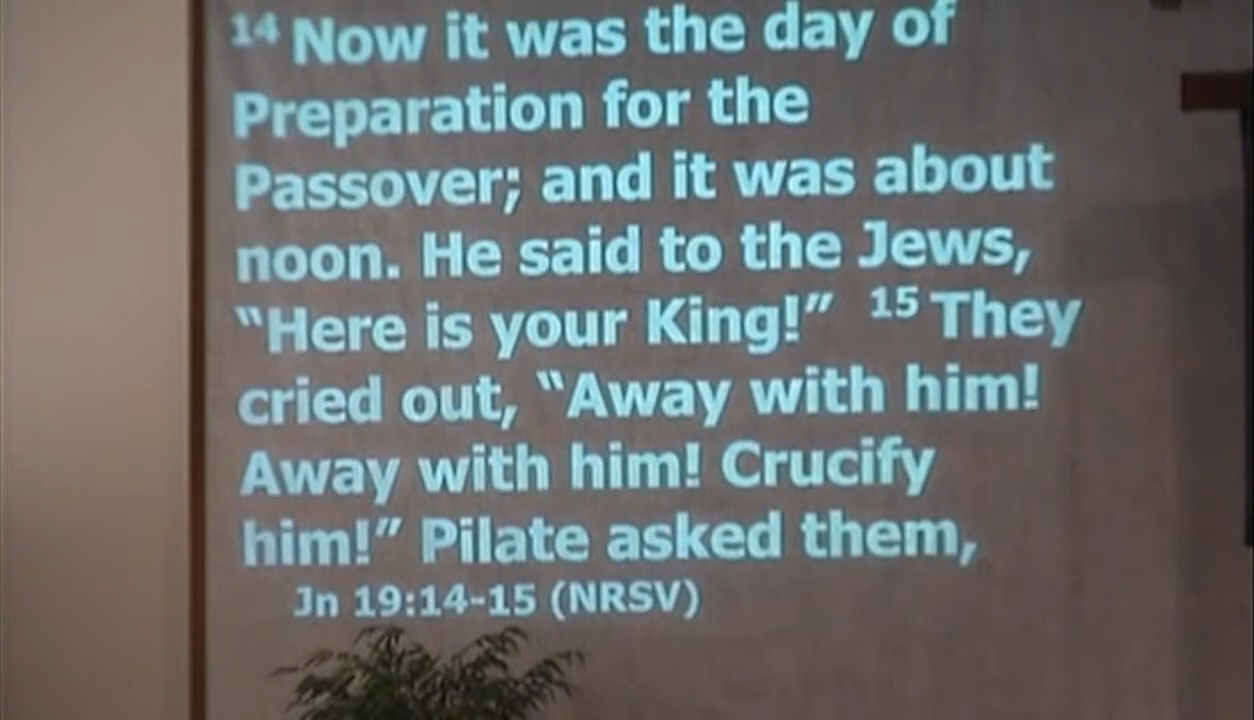 14 Now it was the day of
Preparation for the
Passover; and it was about
noon. He said to the Jews,
“Here is your King!” 15 They
cried out, “Away with him!
Away with him! Crucify
him!” Pilate asked them,
Jn 19:14-15 (NRSV)